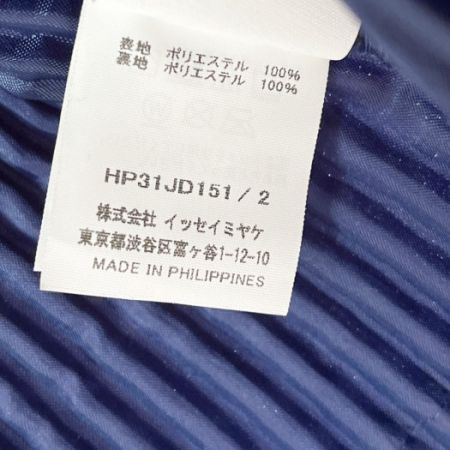 表地 ポリエステル 100%
裏地 ポリエステル 100%
HP31JD151 / 2
株式会社 イッセイミヤケ
東京都渋谷区富ヶ谷1-12-10
MADE IN PHILIPPINES